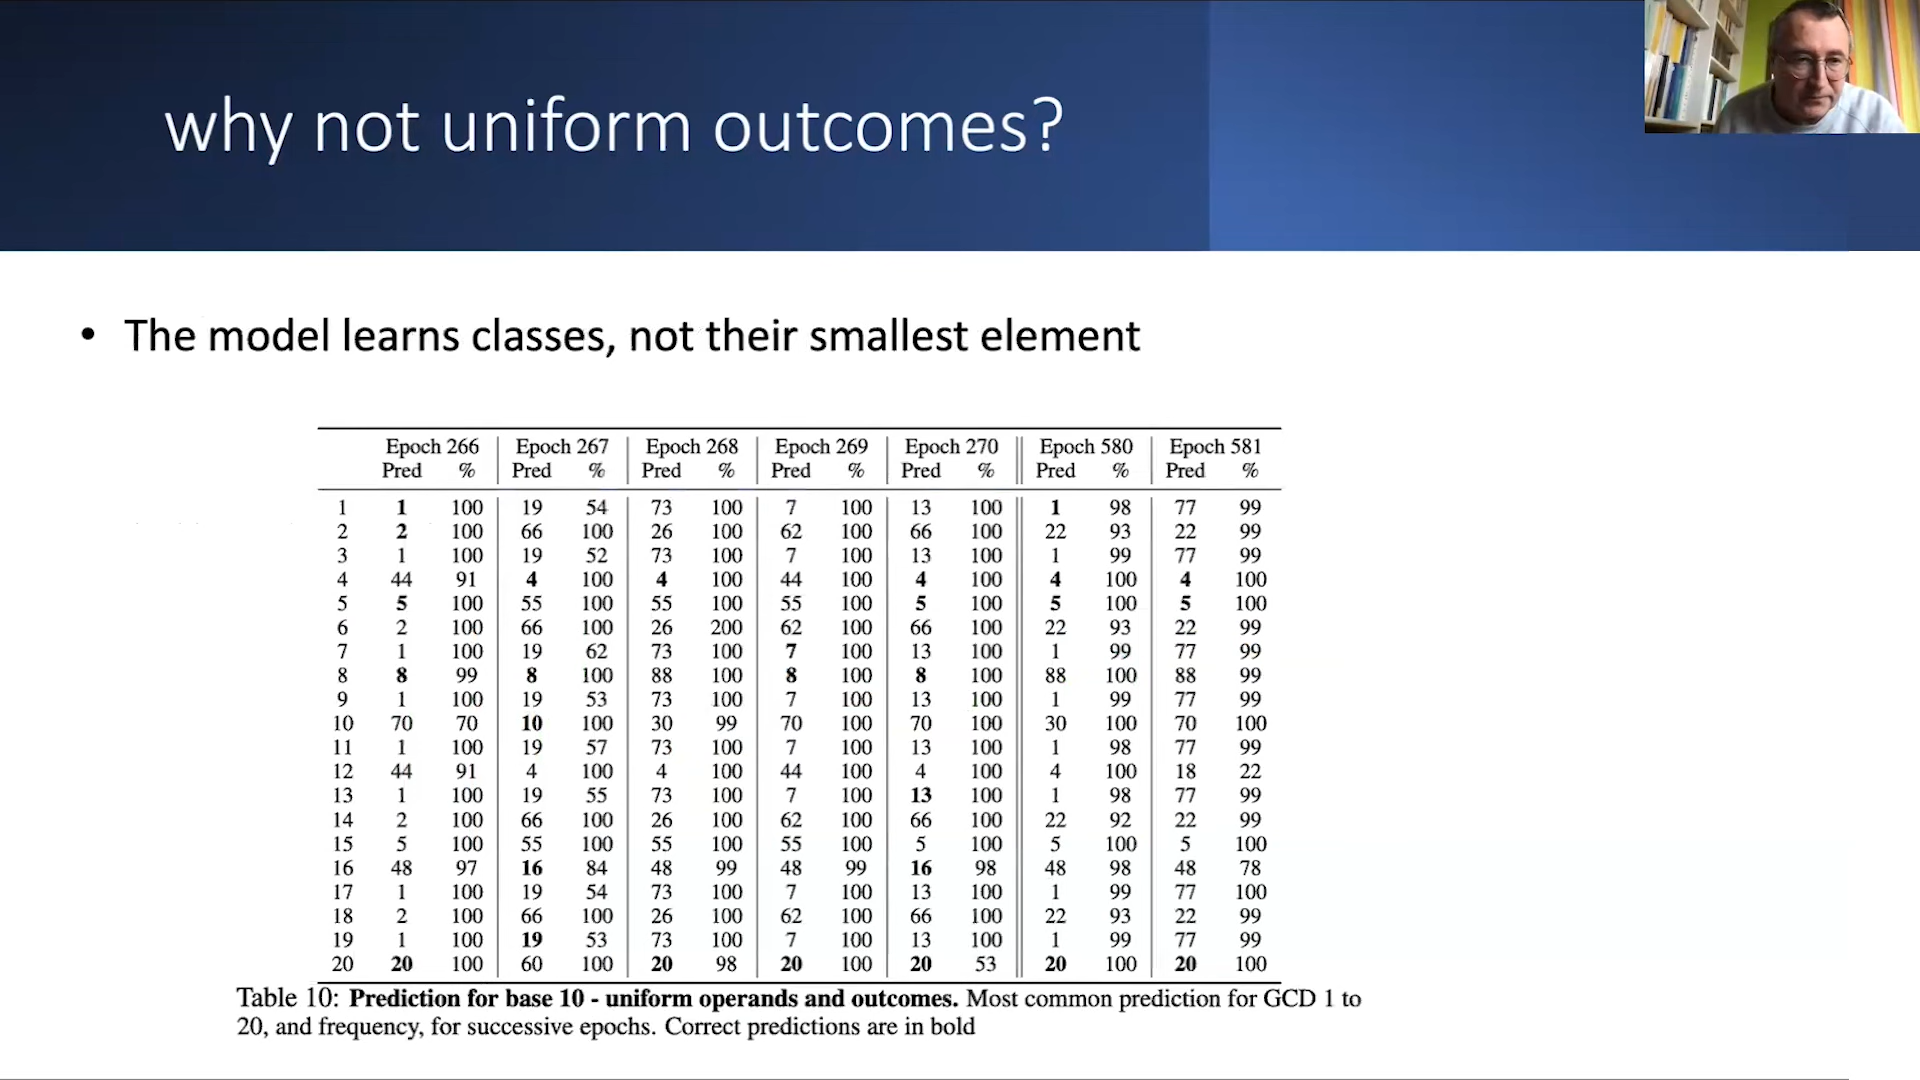 why not uniform outcomes?
• The model learns classes, not their smallest element
Epoch 266 Epoch 267 Epoch 268 Epoch 269 Epoch 270 Epoch 580 Epoch 581
Pred % Pred % Pred % Pred % Pred % Pred % Pred %
1 1 100 19 54 73 100 7 100 13 100 1 98 77 99
2 2 100 66 100 26 100 62 100 66 100 22 93 22 99
3 1 100 19 52 73 100 7 100 13 100 1 99 77 99
4 44 91 4 100 4 100 44 100 4 100 4 100 4 100
5 5 100 55 100 55 100 55 100 5 100 5 100 5 100
6 2 100 66 100 26 200 62 100 66 100 22 93 22 99
7 1 100 19 62 73 100 7 100 13 100 1 99 77 99
8 8 99 8 100 88 100 8 100 8 100 88 100 88 99
9 1 100 19 53 73 100 7 100 13 100 1 99 77 99
10 70 70 10 100 30 99 70 100 70 100 30 100 70 100
11 1 100 19 57 73 100 7 100 13 100 1 98 77 99
12 44 91 4 100 4 100 44 100 4 100 4 100 18 22
13 1 100 19 55 73 100 7 100 13 100 1 98 77 99
14 2 100 66 100 26 100 62 100 66 100 22 92 22 99
15 5 100 55 100 55 100 55 100 5 100 5 100 5 100
16 48 97 16 84 48 99 48 99 16 98 48 98 48 78
17 1 100 19 54 73 100 7 100 13 100 1 99 77 100
18 2 100 66 100 26 100 62 100 66 100 22 93 22 99
19 1 100 19 53 73 100 7 100 13 100 1 99 77 99
20 20 100 60 100 20 98 20 100 20 53 20 100 20 100
Table 10: Prediction for base 10 - uniform operands and outcomes. Most common prediction for GCD 1 to
20, and frequency, for successive epochs. Correct predictions are in bold